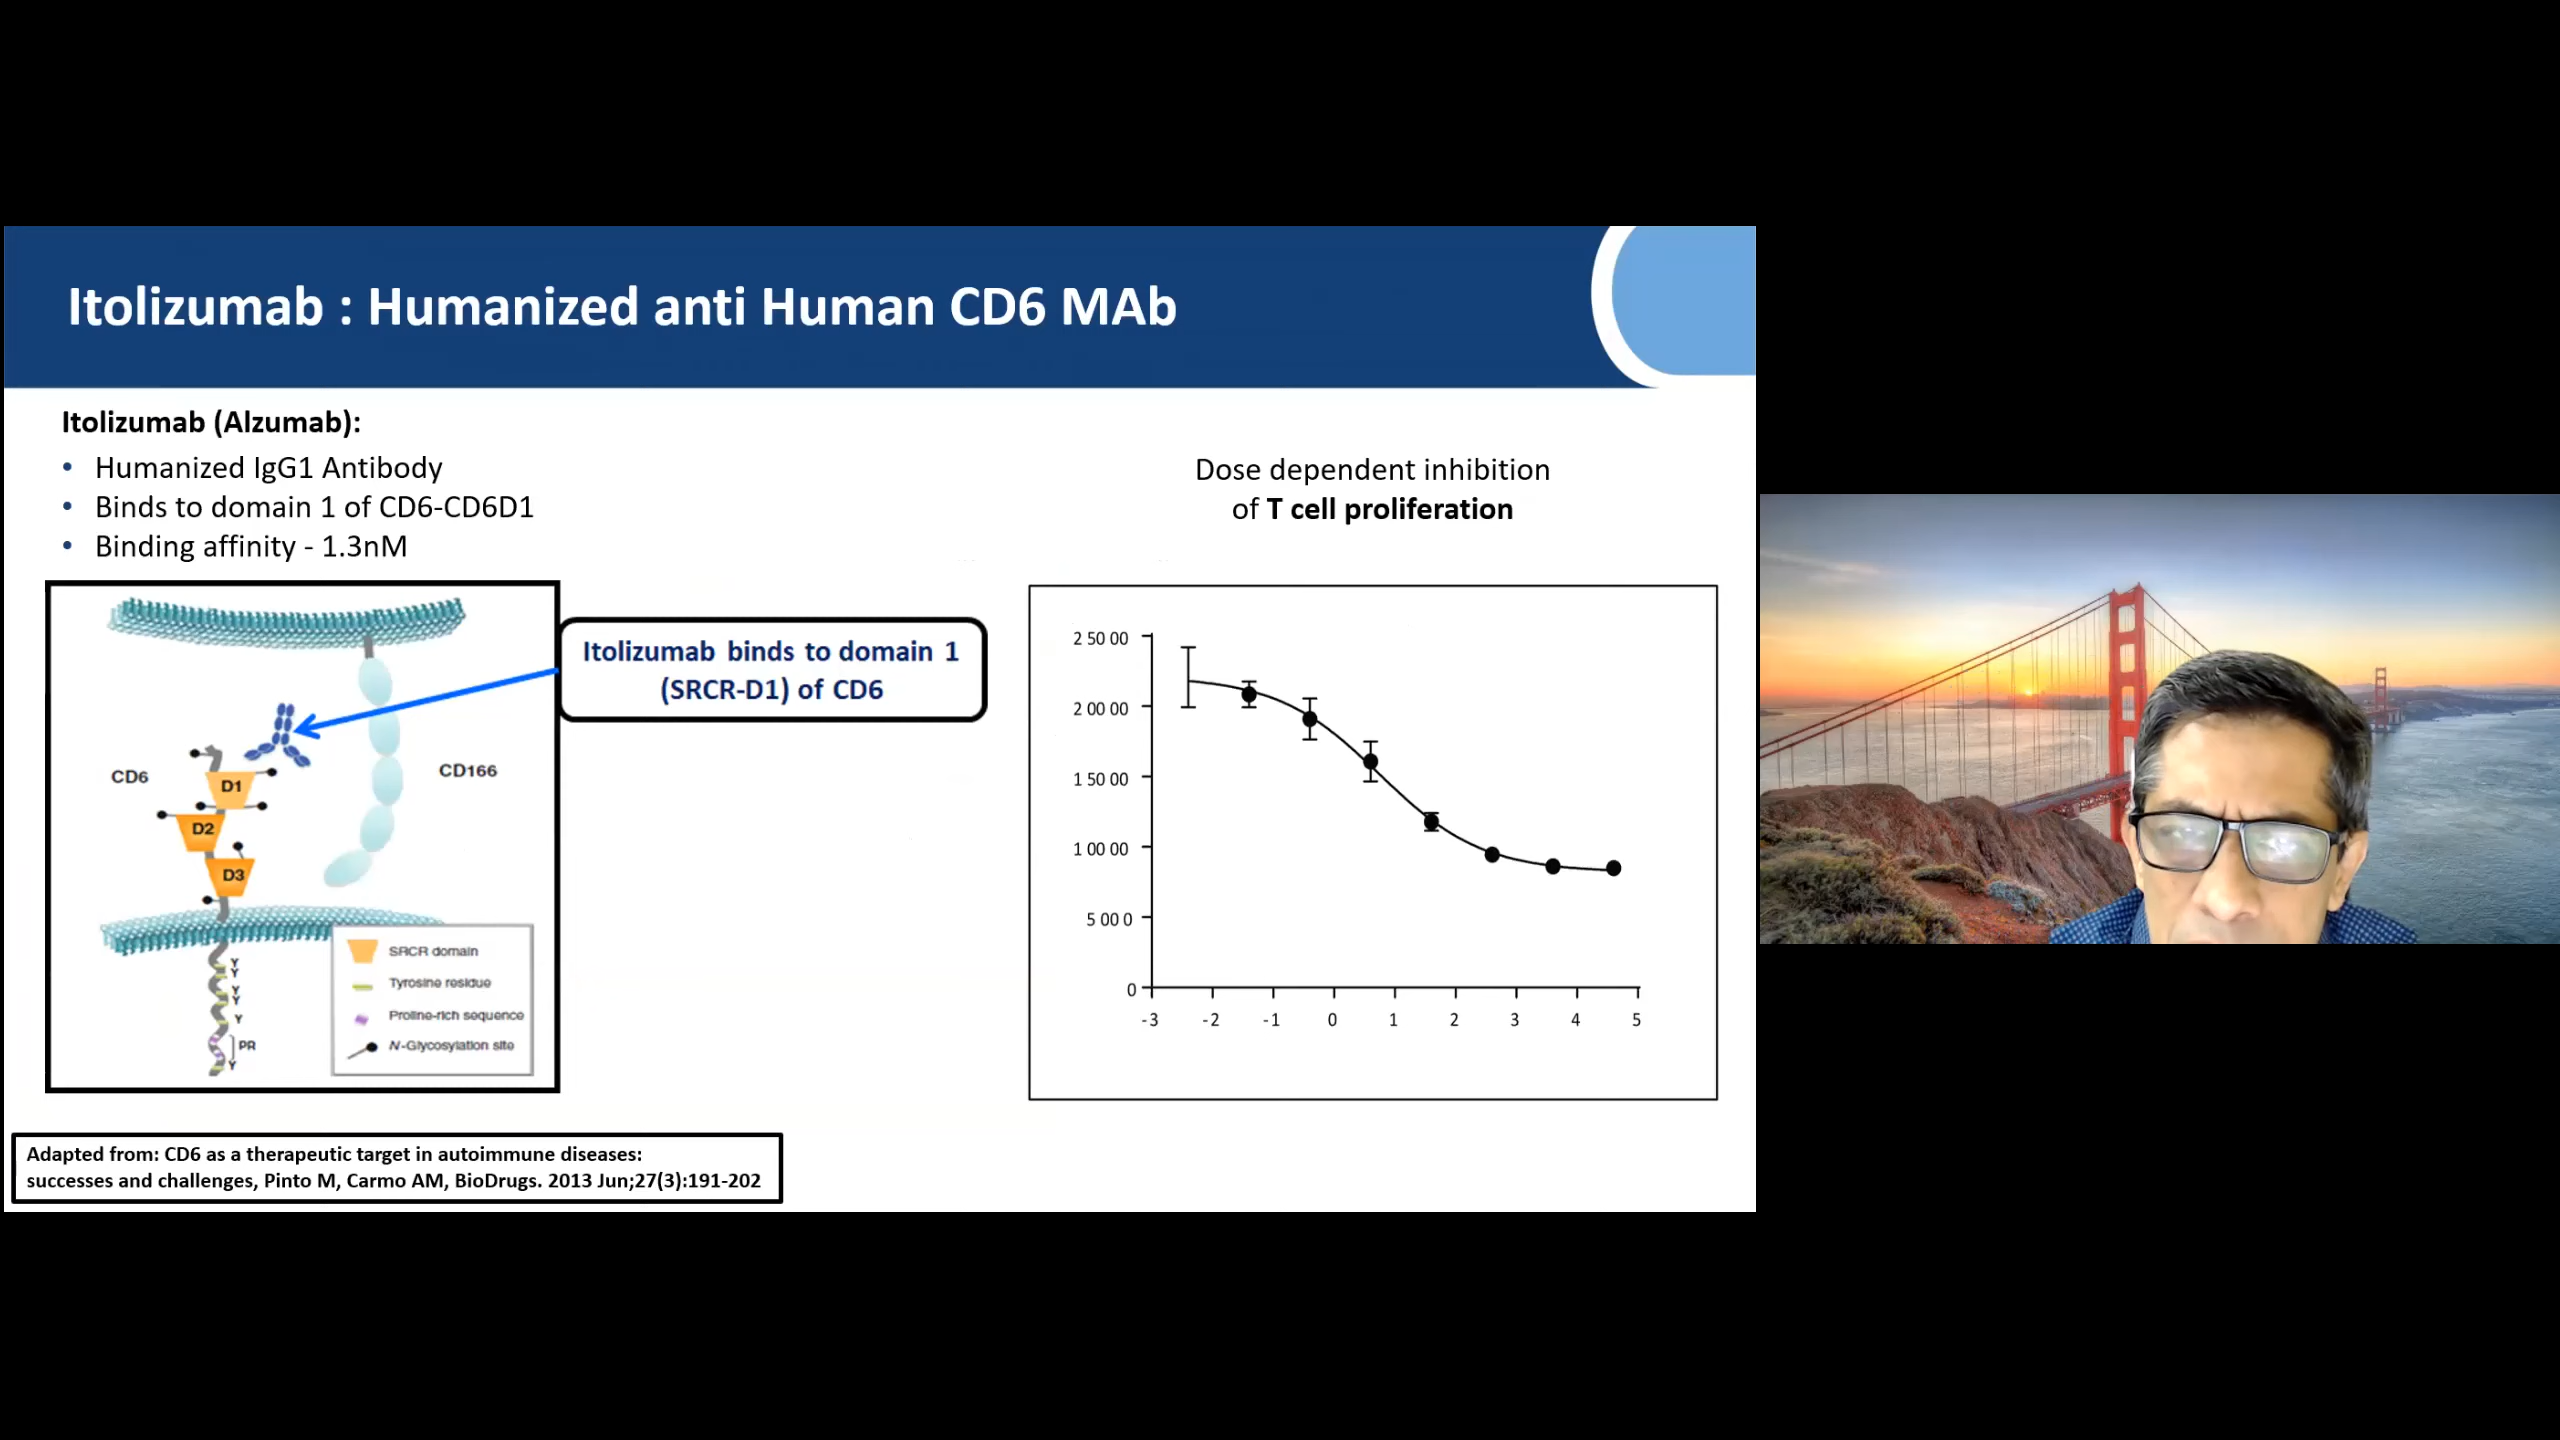 Itolizumab : Humanized anti Human CD6 MAb
Itolizumab (Alzumab):
• Humanized IgG1 Antibody
• Binds to domain 1 of CD6-CD6D1
• Binding affinity - 1.3nM
Itolizumab binds to domain 1
(SRCR-D1) of CD6
CD6
CD166
D1
D2
D3
Y
Y
Y
Y
Y
PR
Y
SRCR domain
Tyrosine residue
Proline-rich sequence
N-Glycosylation site
Dose dependent inhibition
of T cell proliferation
2 50 00
2 00 00
1 50 00
1 00 00
5 00 0
0
-3 -2 -1 0 1 2 3 4 5
Adapted from: CD6 as a therapeutic target in autoimmune diseases:
successes and challenges, Pinto M, Carmo AM, BioDrugs. 2013 Jun;27(3):191-202